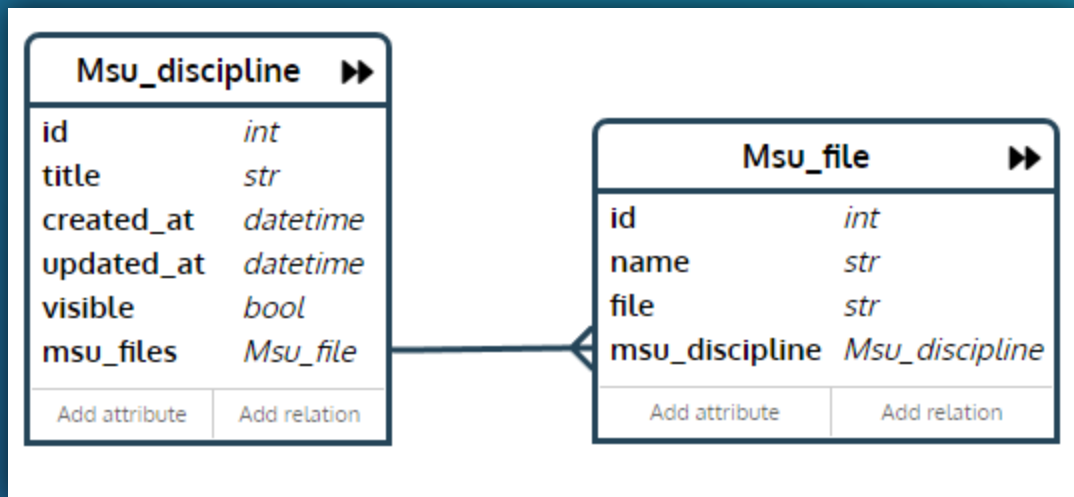 Msu_discipline
id int
title str
created_at datetime
updated_at datetime
visible bool
msu_files Msu_file
Add attribute Add relation
Msu_file
id int
name str
file str
msu_discipline Msu_discipline
Add attribute Add relation